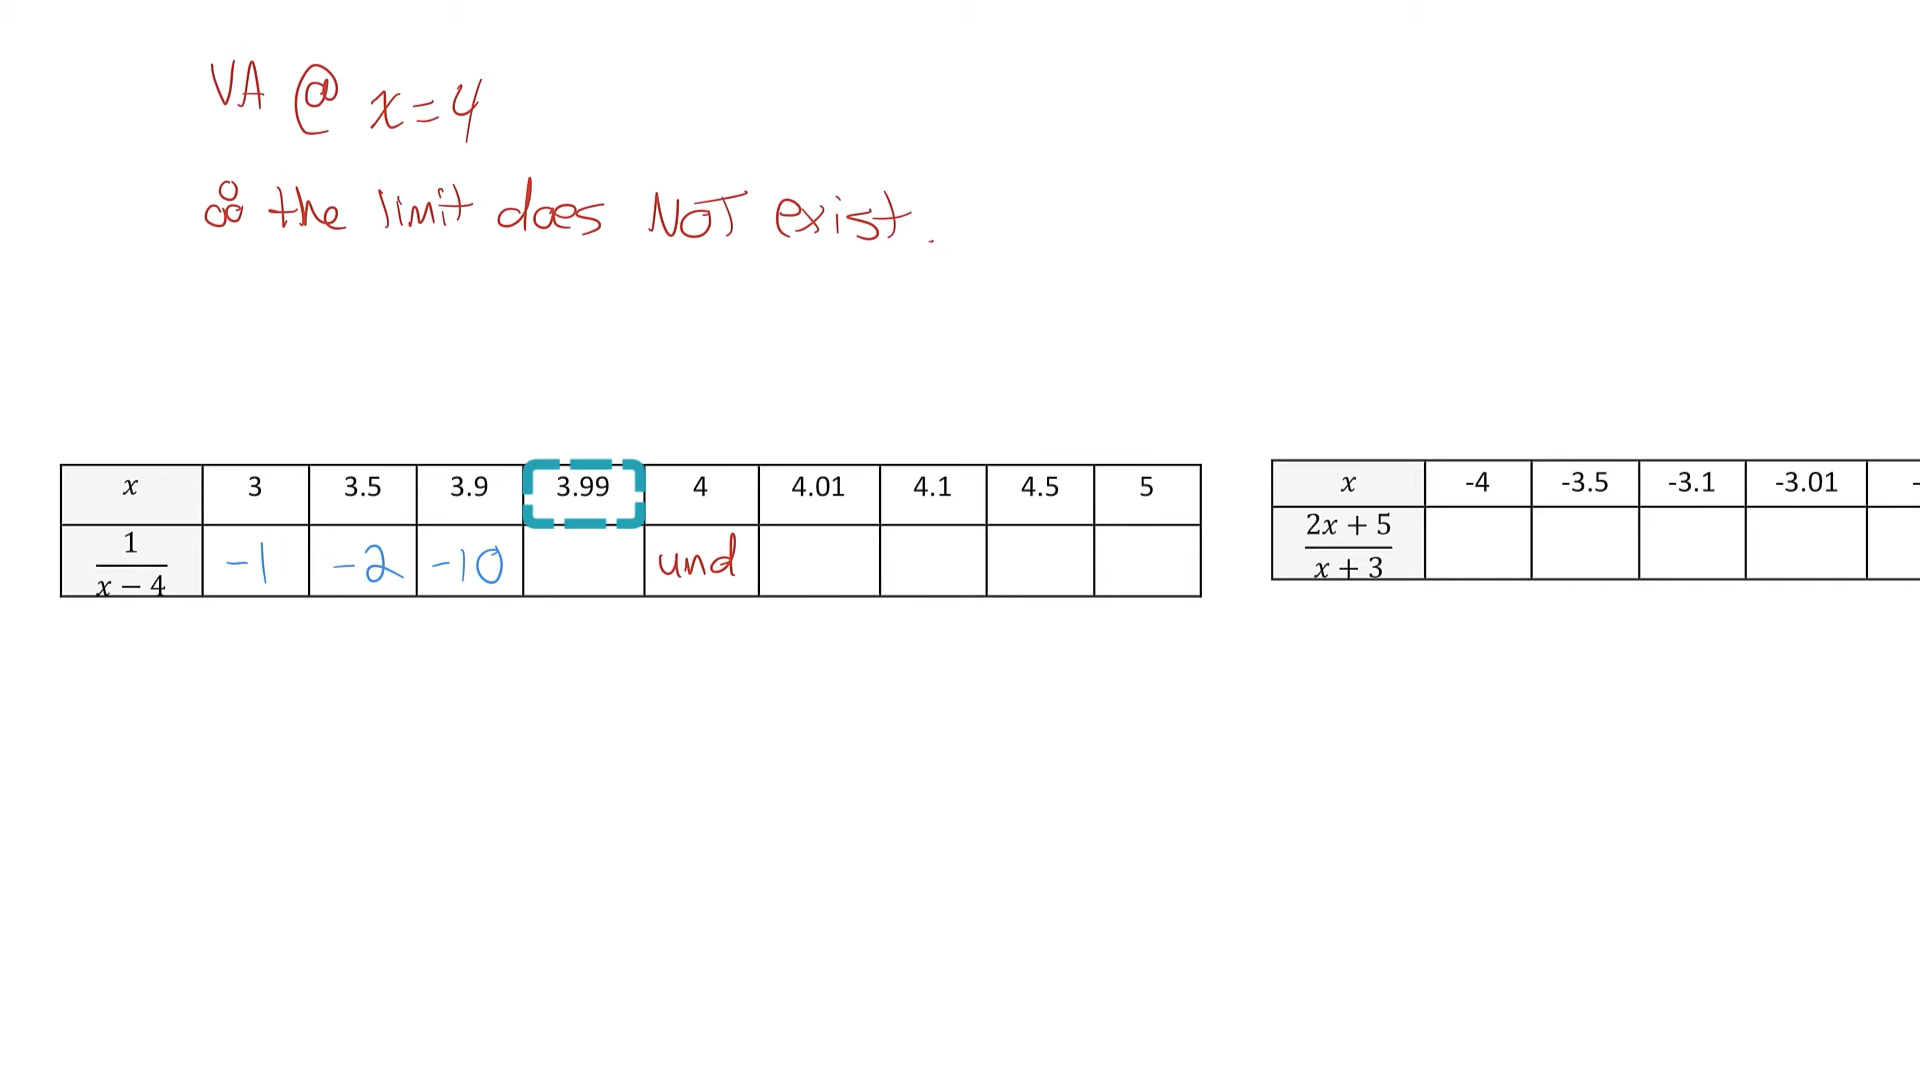 VA @ x=4
∴ the limit does NOT exist.
x 3 3.5 3.9 3.99 4 4.01 4.1 4.5 5
1/(x − 4) -1 -2 -10 und
x -4 -3.5 -3.1 -3.01 -
(2x + 5)/(x + 3)